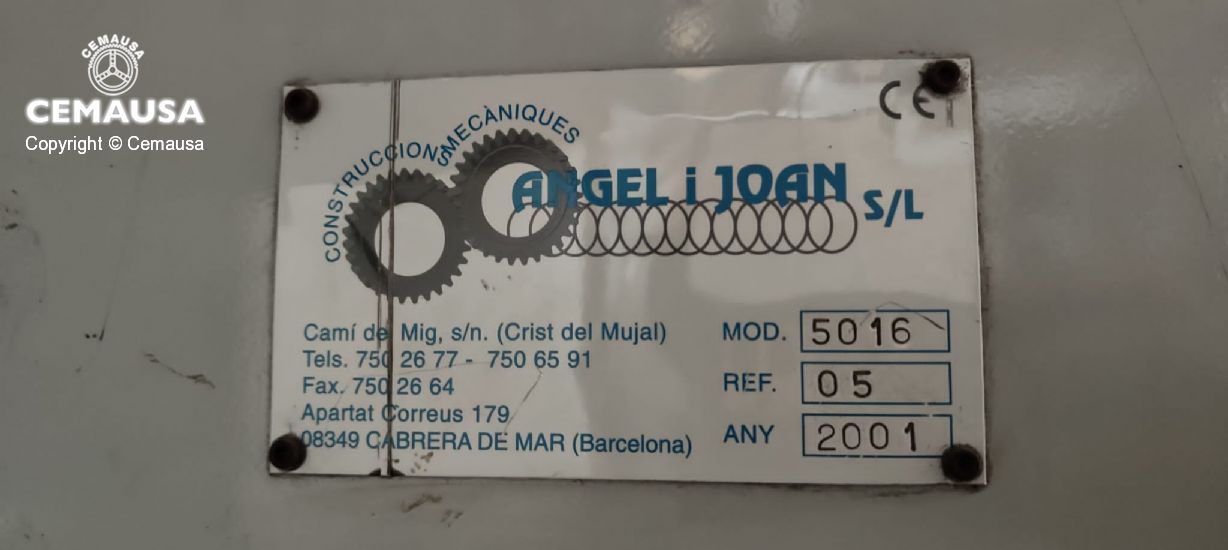 CEMAUSA
CEMAUSA
Copyright © Cemausa
CE
CONSTRUCCIONS MECÀNIQUES
ANGEL i JOAN S/L
Camí de Mig, s/n. (Crist del Mujal)
Tels. 750 26 77 - 750 65 91
Fax. 750 26 64
Apartat Correus 179
08349 CABRERA DE MAR (Barcelona)
MOD. 5016
REF. 05
ANY 2001